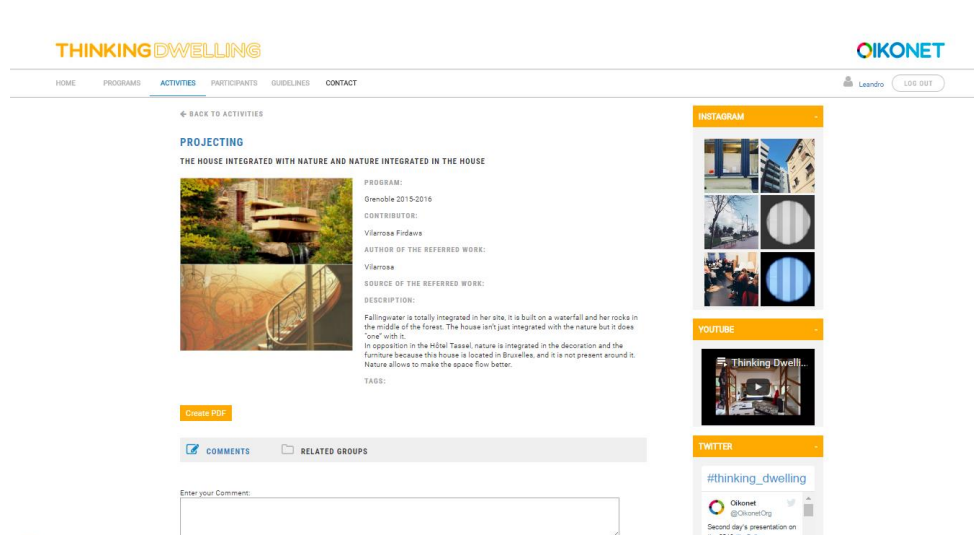 THINKINGDWELLING
OIKONET
HOME PROGRAMS ACTIVITIES PARTICIPANTS GUIDELINES CONTACT
Leandro LOG OUT
BACK TO ACTIVITIES
PROJECTING
THE HOUSE INTEGRATED WITH NATURE AND NATURE INTEGRATED IN THE HOUSE
PROGRAM:
Grenoble 2015-2016
CONTRIBUTOR:
Vilarrosa Firdaws
AUTHOR OF THE REFERRED WORK:
Vilarrosa
SOURCE OF THE REFERRED WORK:
DESCRIPTION:
Fallingwater is totally integrated in her site, it is built on a waterfall and her rocks in
the middle of the forest. The house isn't just integrated with the nature but it does
"one" with it.
In opposition in the Hôtel Tassel, nature is integrated in the decoration and the
furniture because this house is located in Bruxelles, and it is not present around it.
Nature allows to make the space flow better.
TAGS:
Create PDF
COMMENTS RELATED GROUPS
Enter your Comment:
INSTAGRAM -
YOUTUBE -
Thinking Dwelli...
TWITTER -
#thinking_dwelling
Oikonet
@OikonetOrg
Second day's presentation on